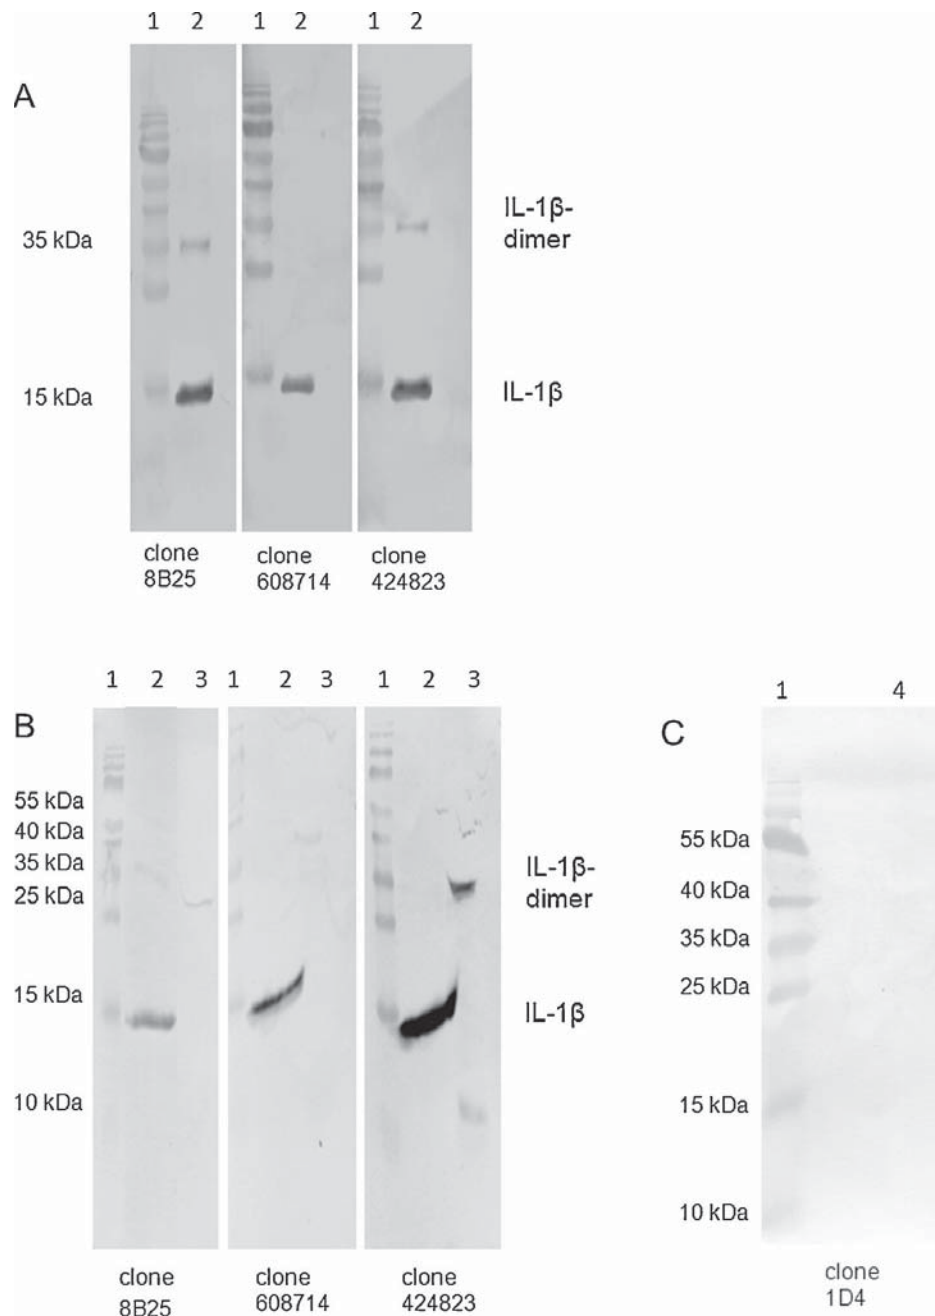 1 2 1 2 1 2
A
IL-1β-
dimer
35 kDa
15 kDa
IL-1β
clone
8B25
clone
608714
clone
424823
1 2 3 1 2 3 1 2 3
B
55 kDa
40 kDa
35 kDa
25 kDa
IL-1β-
dimer
15 kDa
IL-1β
10 kDa
clone
8B25
clone
608714
clone
424823
1 4
C
55 kDa
40 kDa
35 kDa
25 kDa
15 kDa
10 kDa
clone
1D4